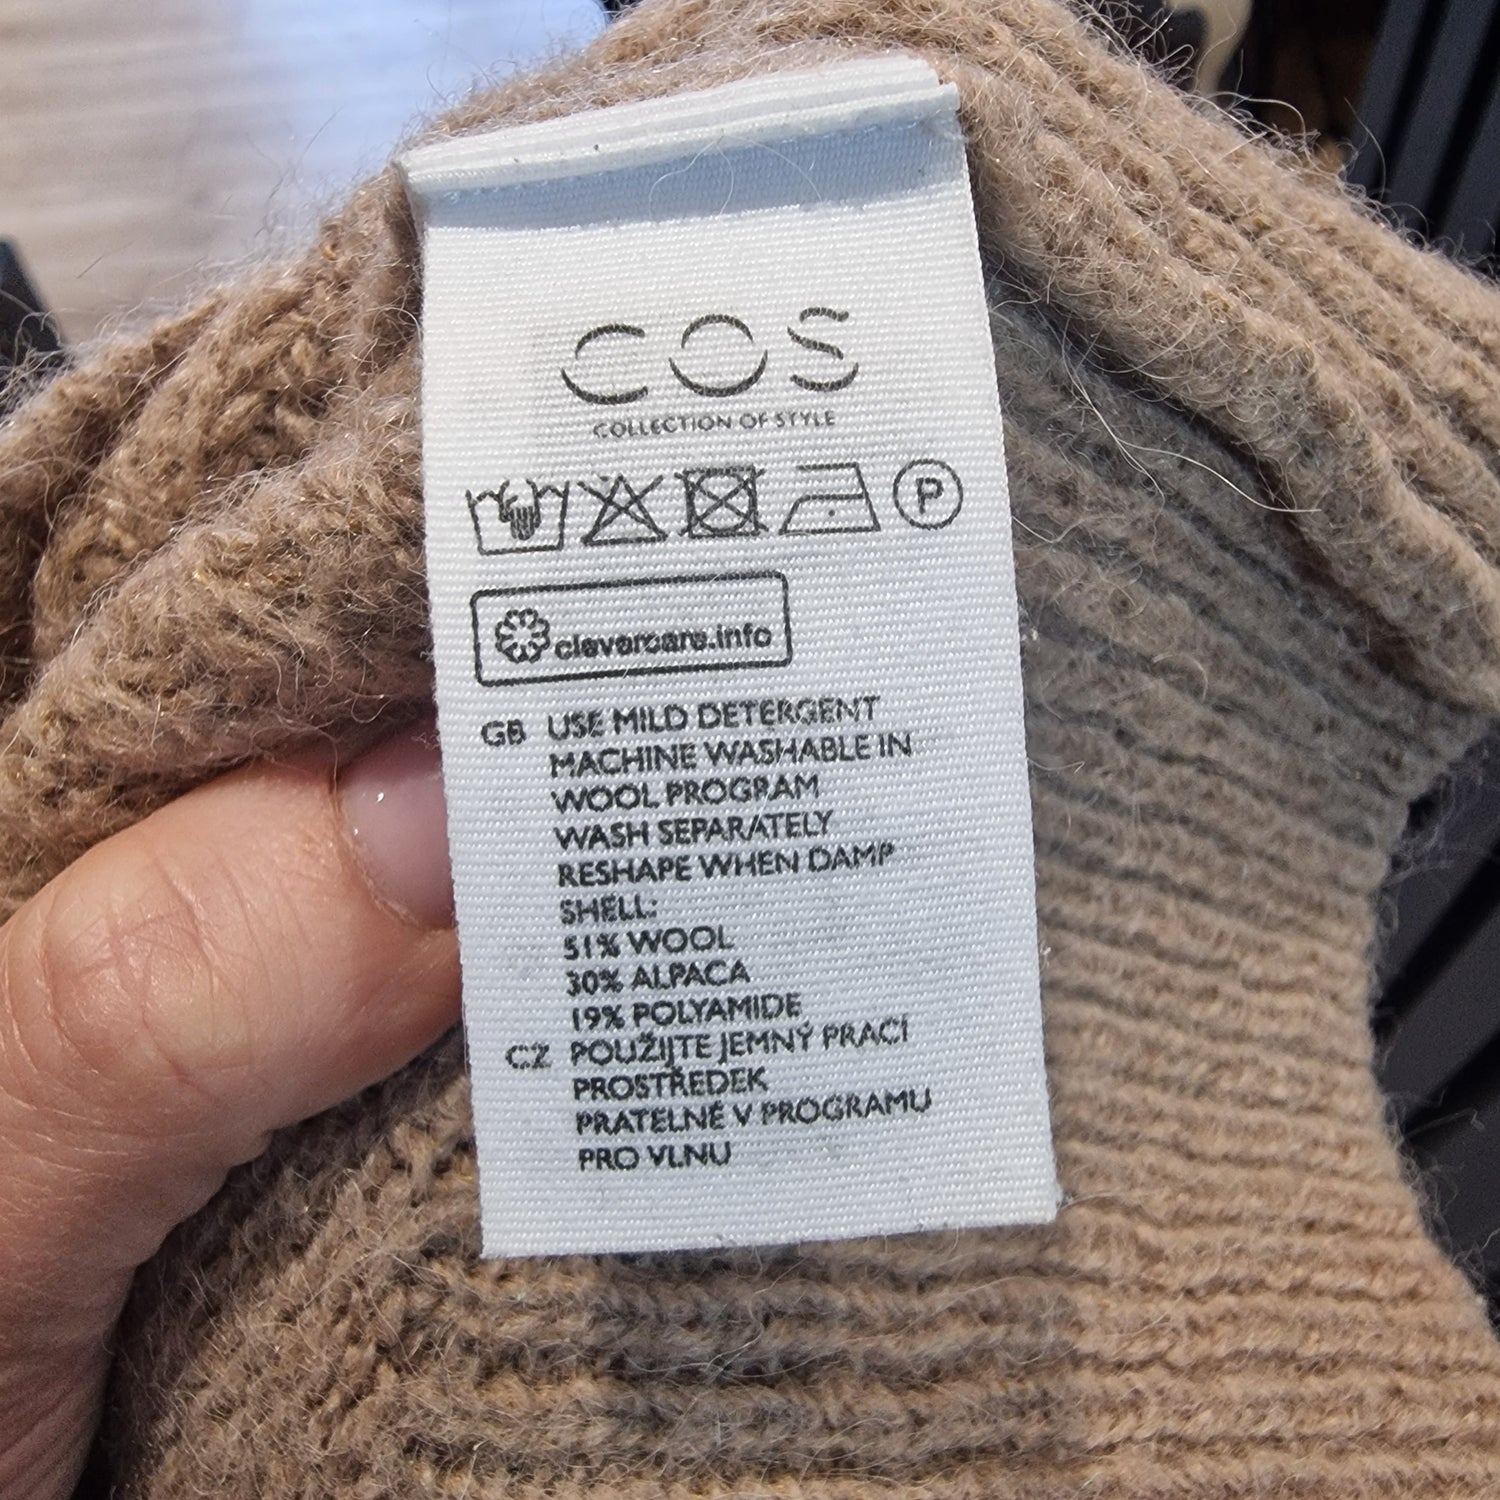 COS
COLLECTION OF STYLE
P
clevercare.info
GB USE MILD DETERGENT
MACHINE WASHABLE IN
WOOL PROGRAM
WASH SEPARATELY
RESHAPE WHEN DAMP
SHELL:
51% WOOL
30% ALPACA
19% POLYAMIDE
CZ POUŽIJTE JEMNÝ PRACÍ
PROSTŘEDEK
PRATELNÉ V PROGRAMU
PRO VLNU